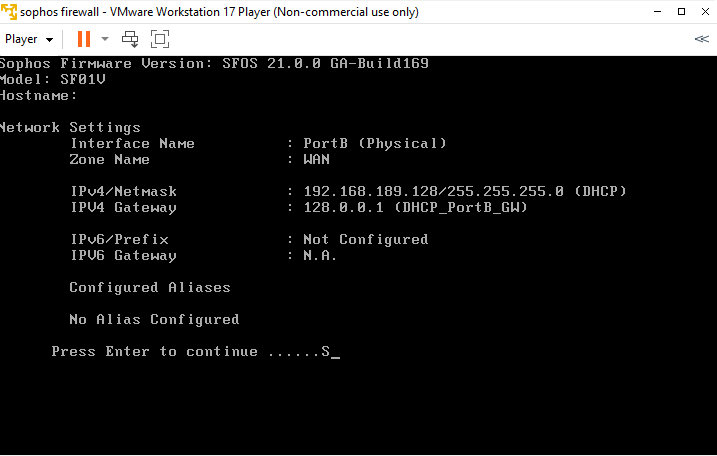 sophos firewall - VMware Workstation 17 Player (Non-commercial use only)
Player
Sophos Firmware Version: SFOS 21.0.0 GA-Build169
Model: SF01V
Hostname:
Network Settings
Interface Name : PortB (Physical)
Zone Name : WAN
IPv4/Netmask : 192.168.189.128/255.255.255.0 (DHCP)
IPV4 Gateway : 128.0.0.1 (DHCP_PortB_GW)
IPv6/Prefix : Not Configured
IPV6 Gateway : N.A.
Configured Aliases
No Alias Configured
Press Enter to continue ......S_